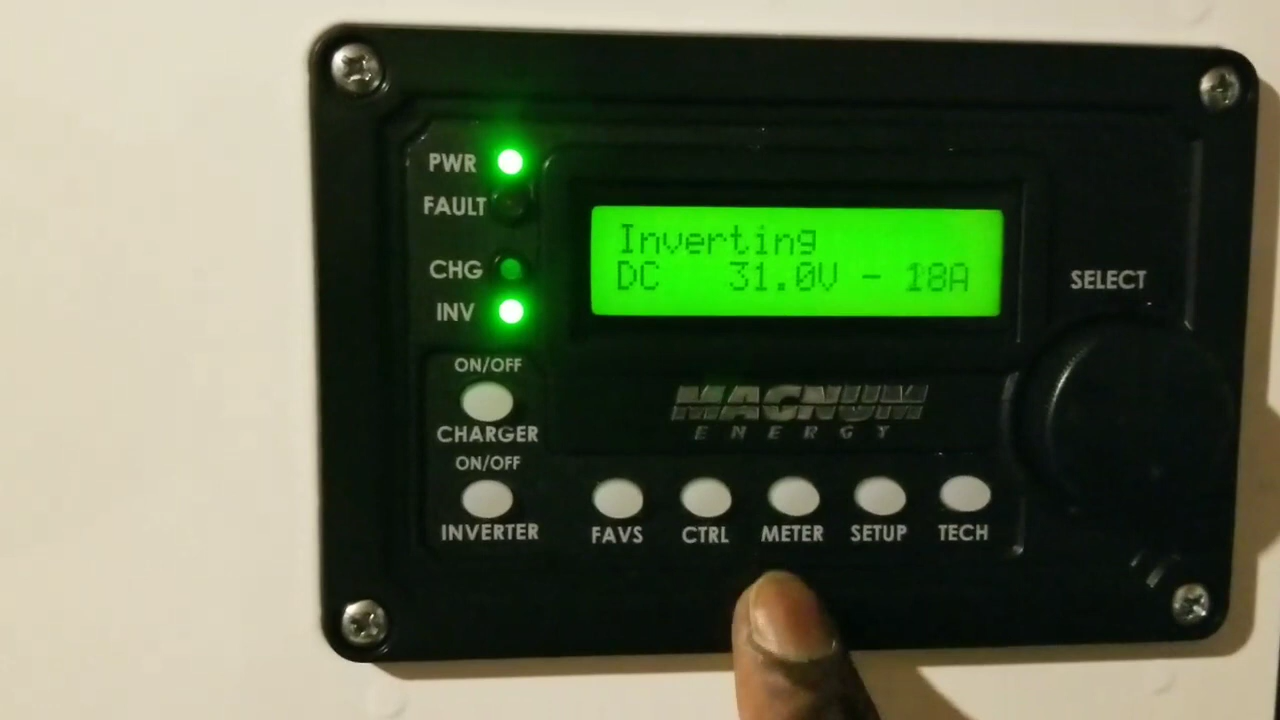 PWR
FAULT
CHG
INV
Inverting
DC 31.0V - 18A
SELECT
ON/OFF
CHARGER
ON/OFF
INVERTER
MAGNUM
ENERGY
FAVS
CTRL
METER
SETUP
TECH